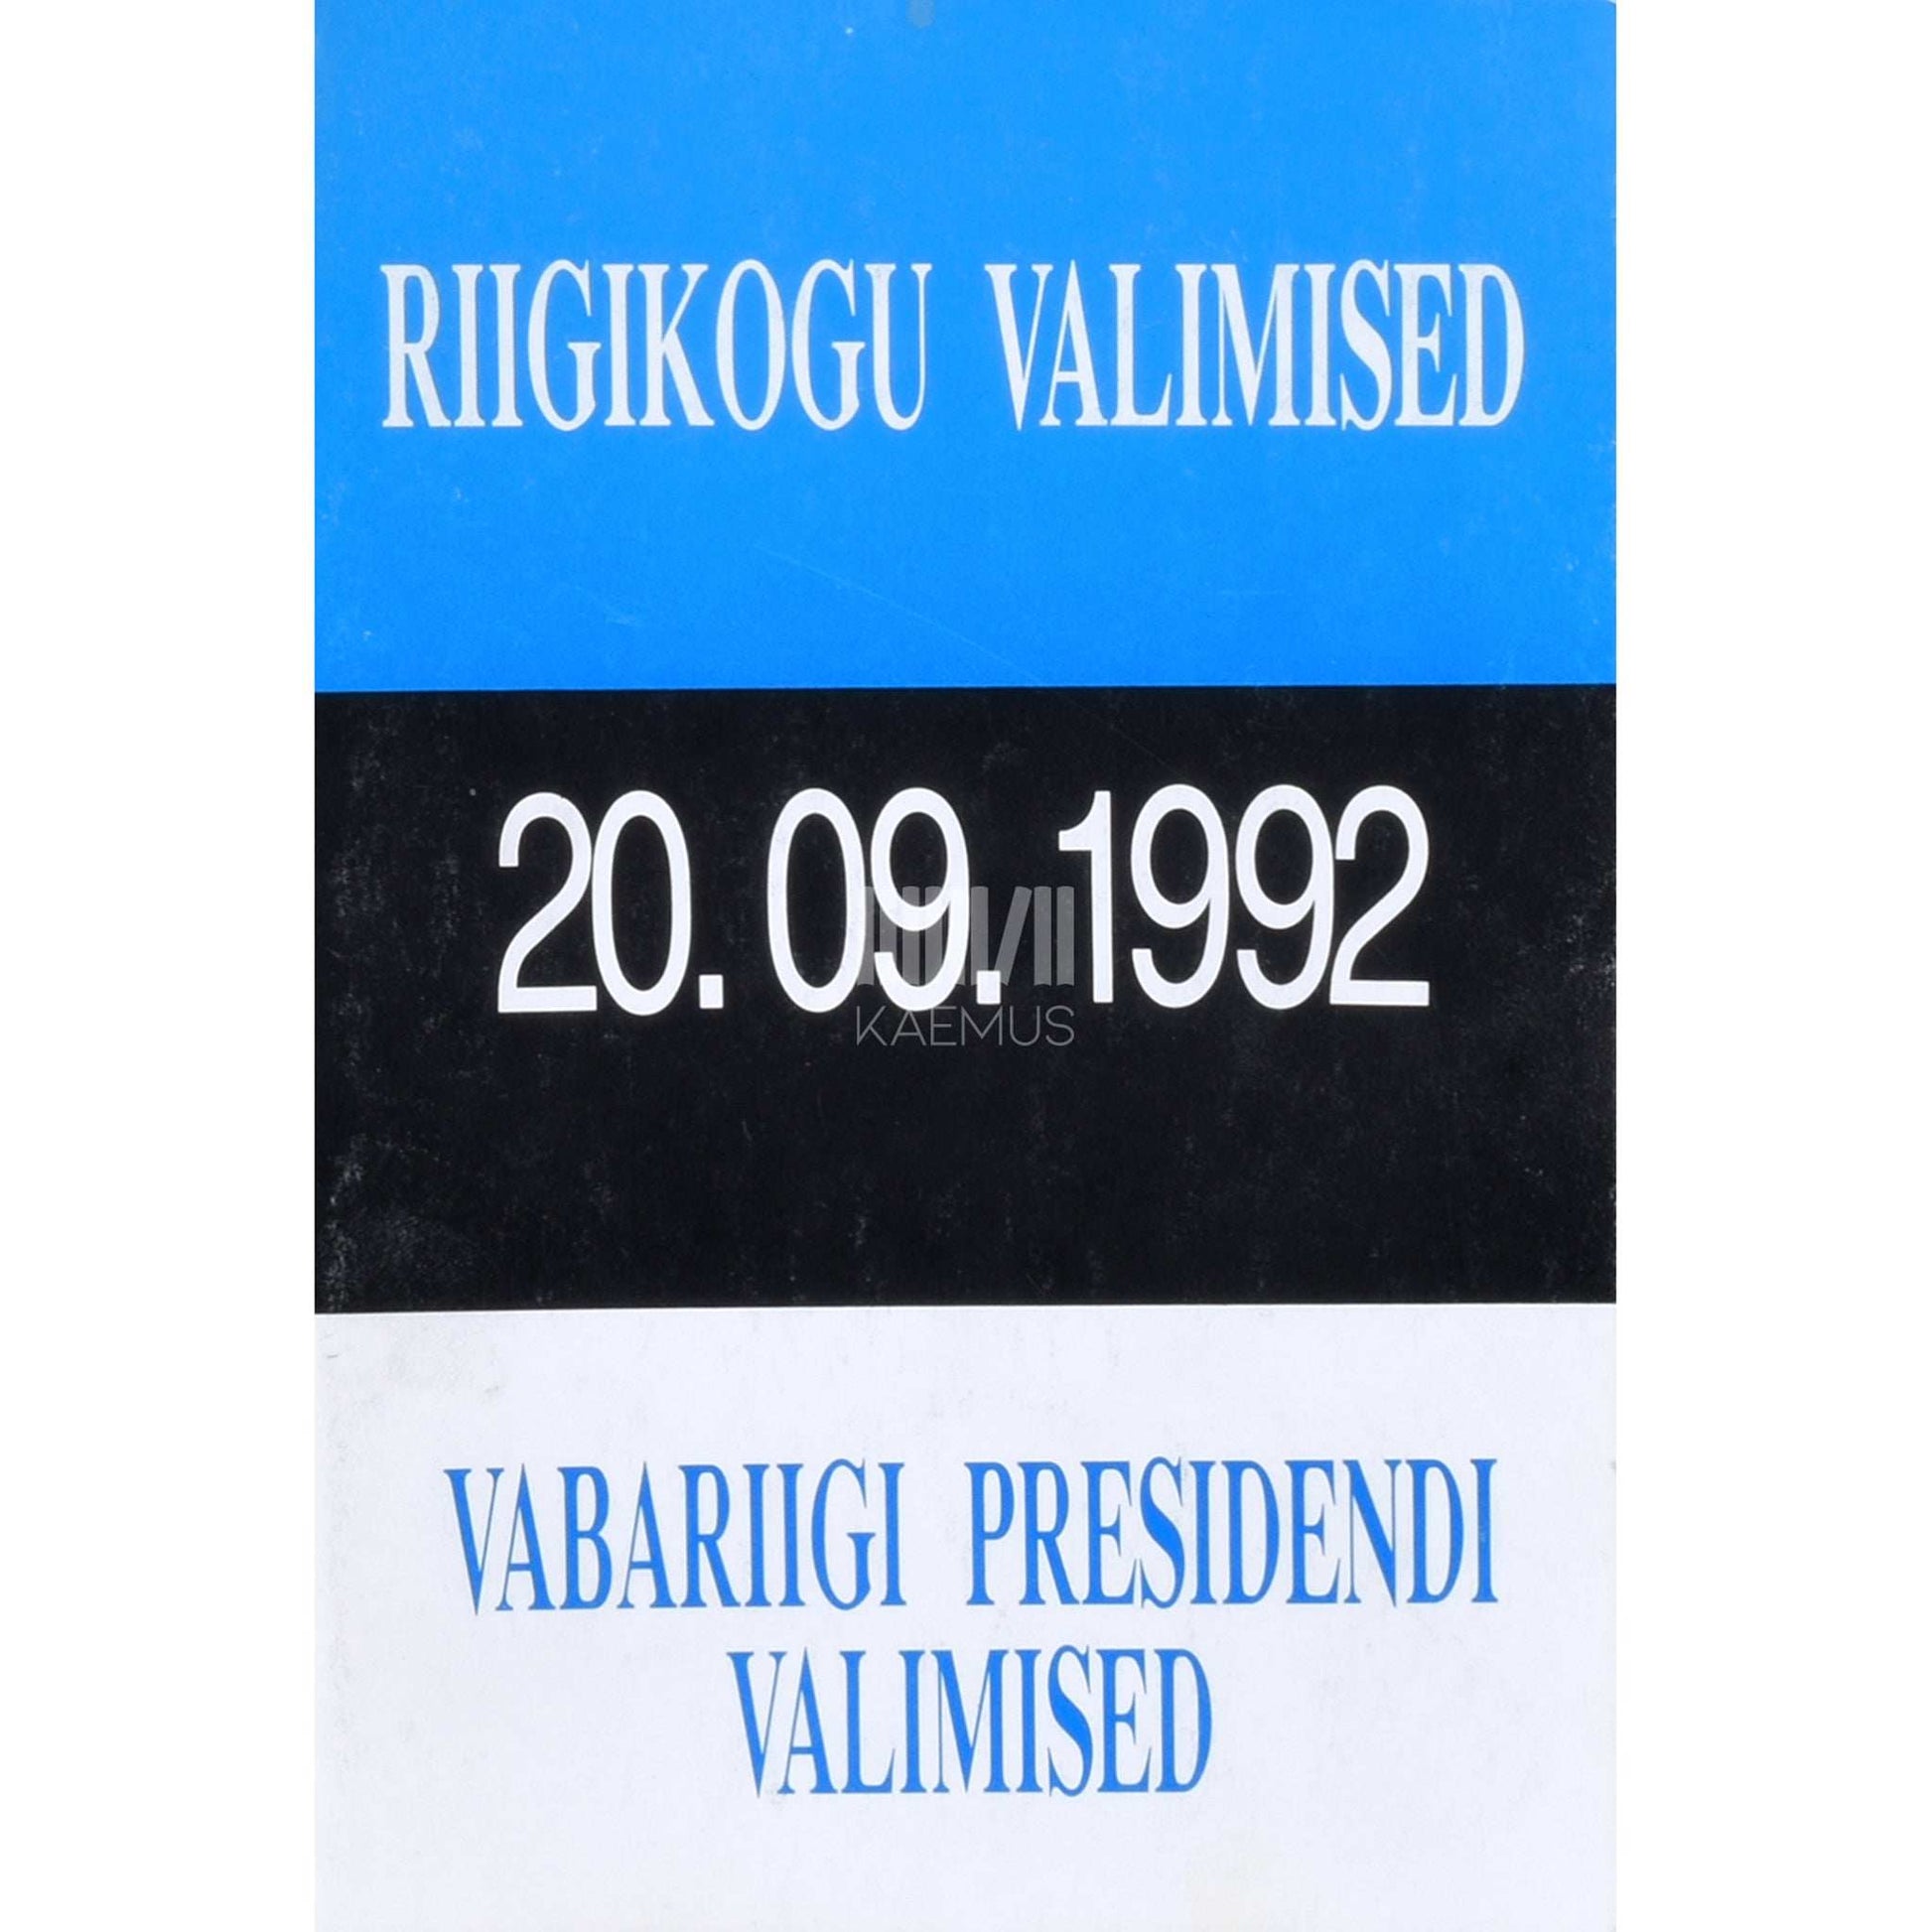 RIIGIKOGU VALIMISED
20. 09. 1992
KAEMUS
VABARIIGI PRESIDENDI
VALIMISED